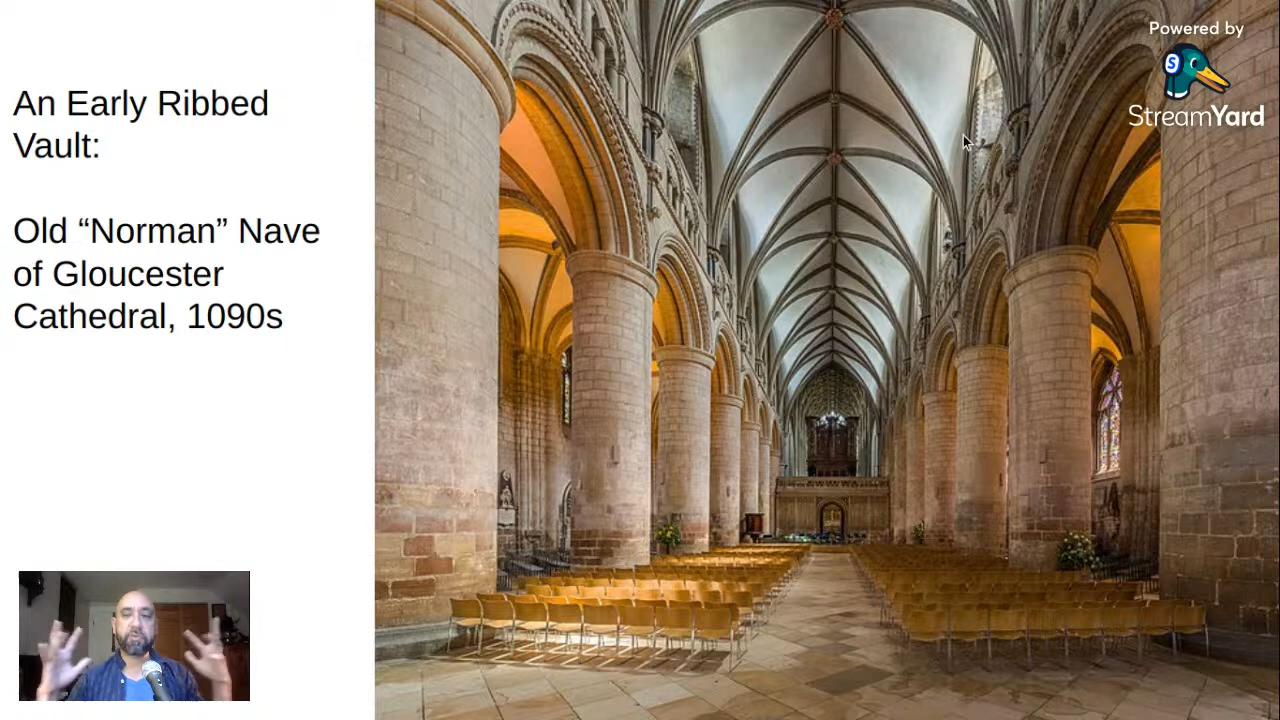 An Early Ribbed
Vault:
Old “Norman” Nave
of Gloucester
Cathedral, 1090s
Powered by
S
StreamYard